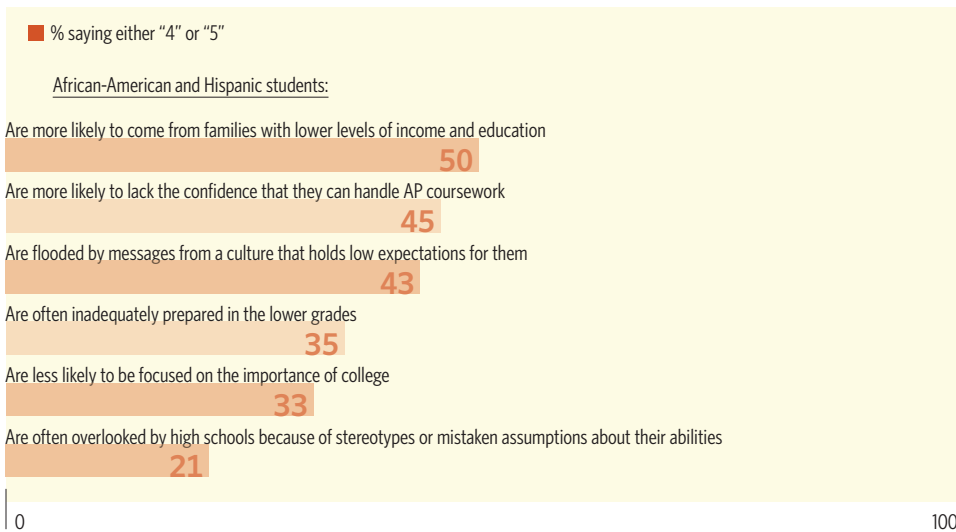 % saying either “4” or “5”
African-American and Hispanic students:
Are more likely to come from families with lower levels of income and education
50
Are more likely to lack the confidence that they can handle AP coursework
45
Are flooded by messages from a culture that holds low expectations for them
43
Are often inadequately prepared in the lower grades
35
Are less likely to be focused on the importance of college
33
Are often overlooked by high schools because of stereotypes or mistaken assumptions about their abilities
21
0 100